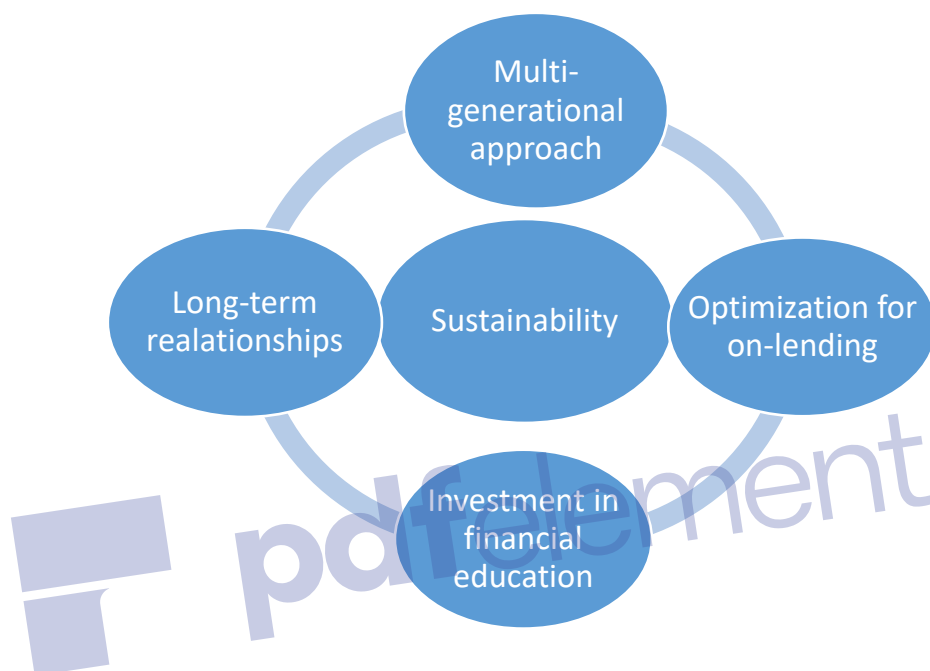 Multi-
generational
approach
Long-term
realationships
Sustainability
Optimization for
on-lending
Investment in
financial
education
pdfelement